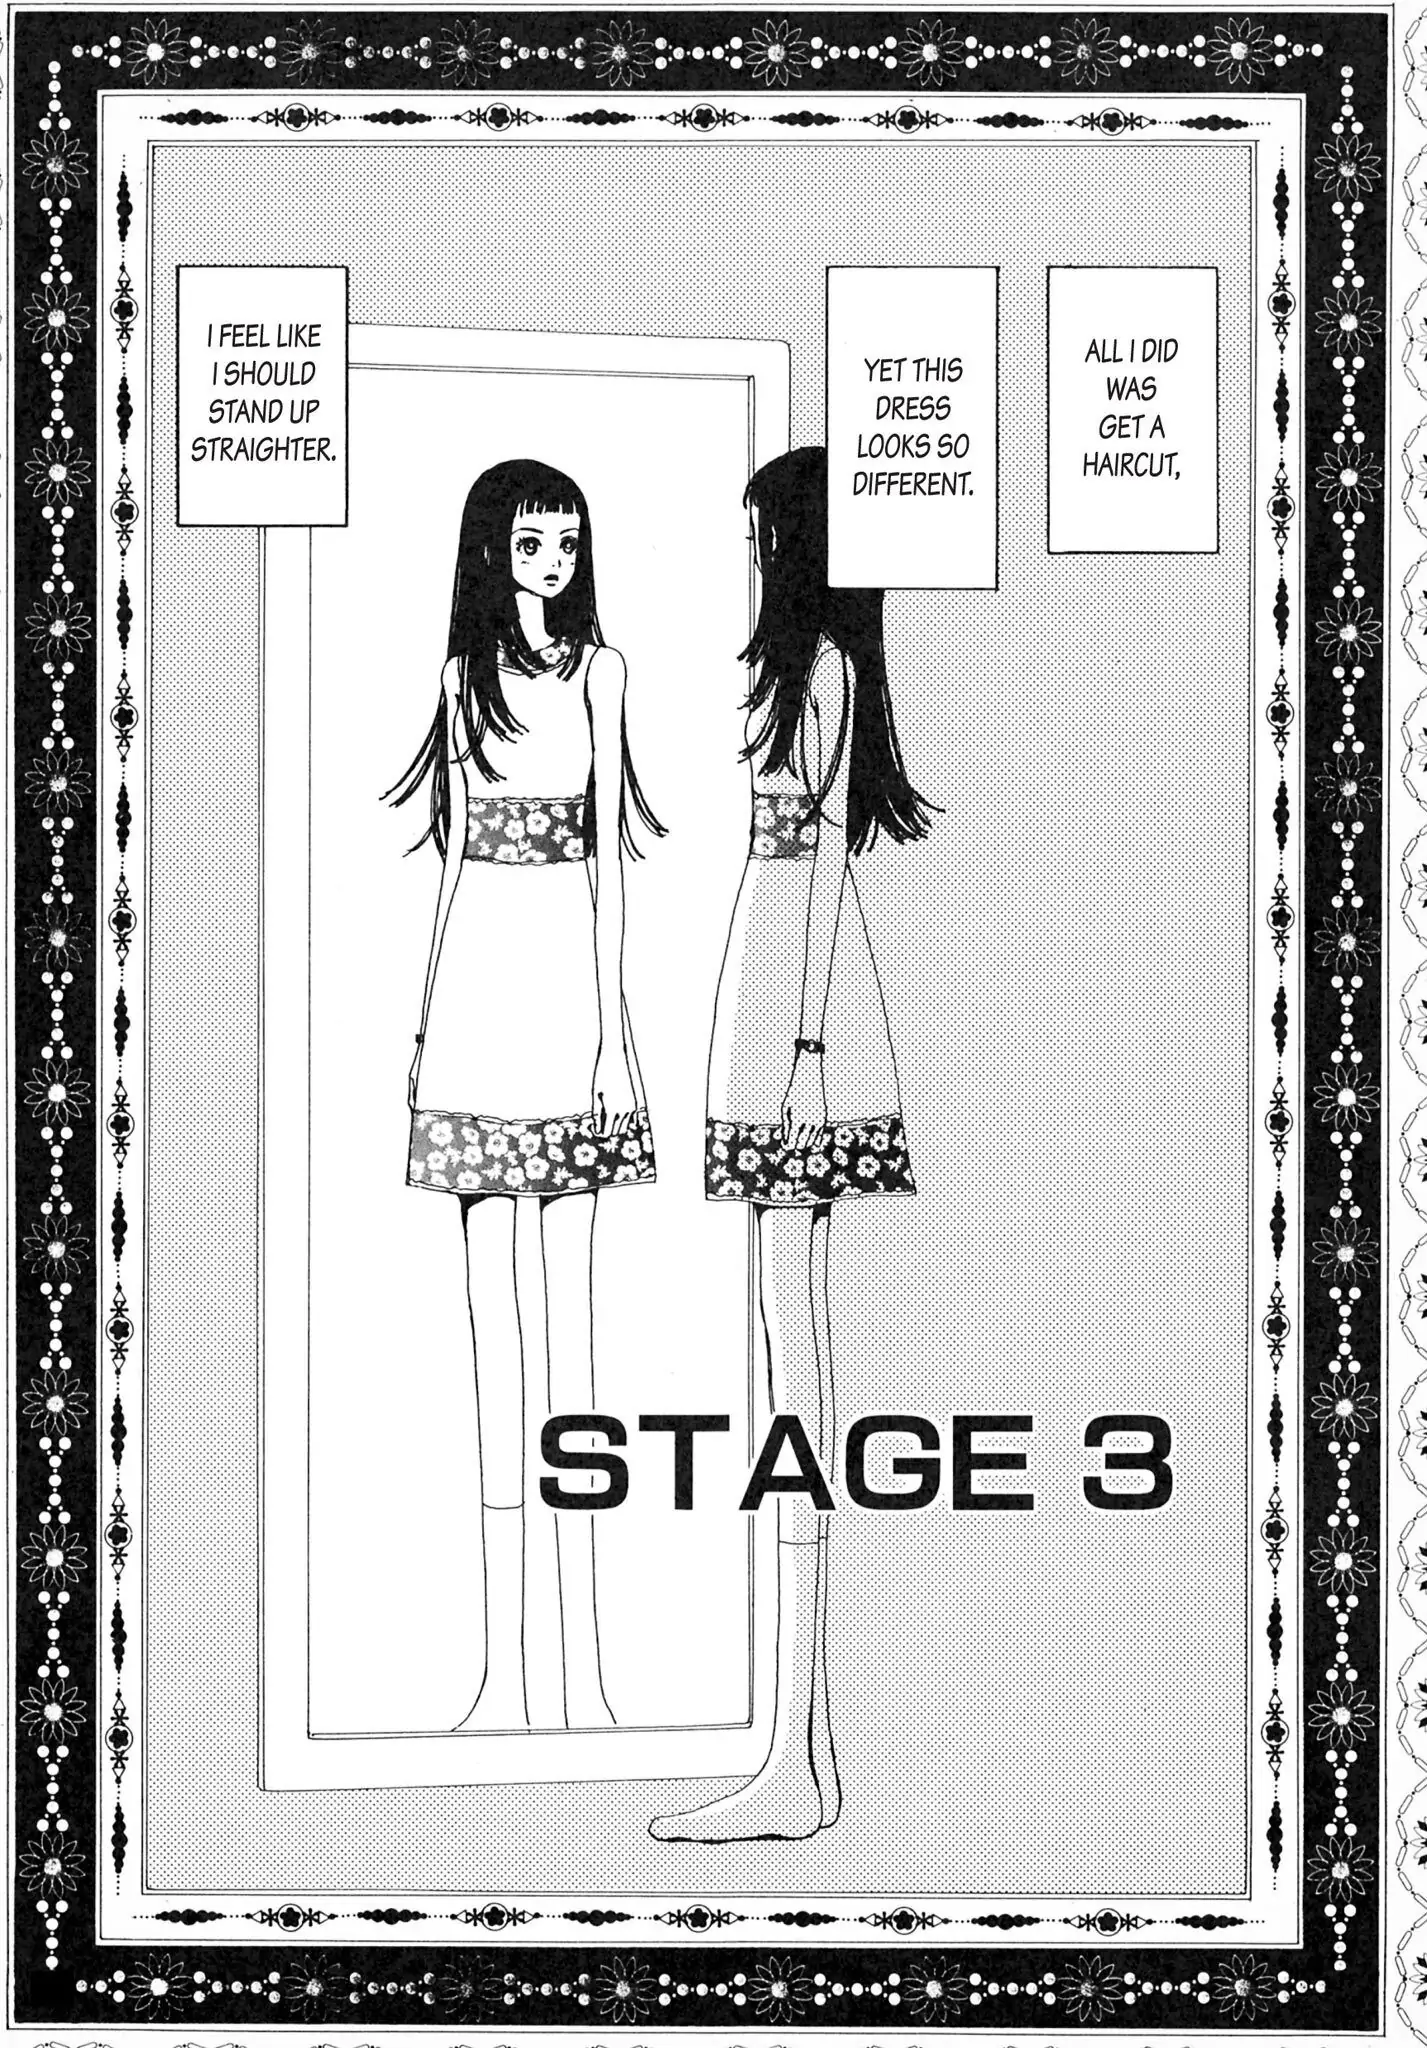 ALL I DID
WAS
GET A
HAIRCUT,
YET THIS
DRESS
LOOKS SO
DIFFERENT.
I FEEL LIKE
I SHOULD
STAND UP
STRAIGHTER.
STAGE 3